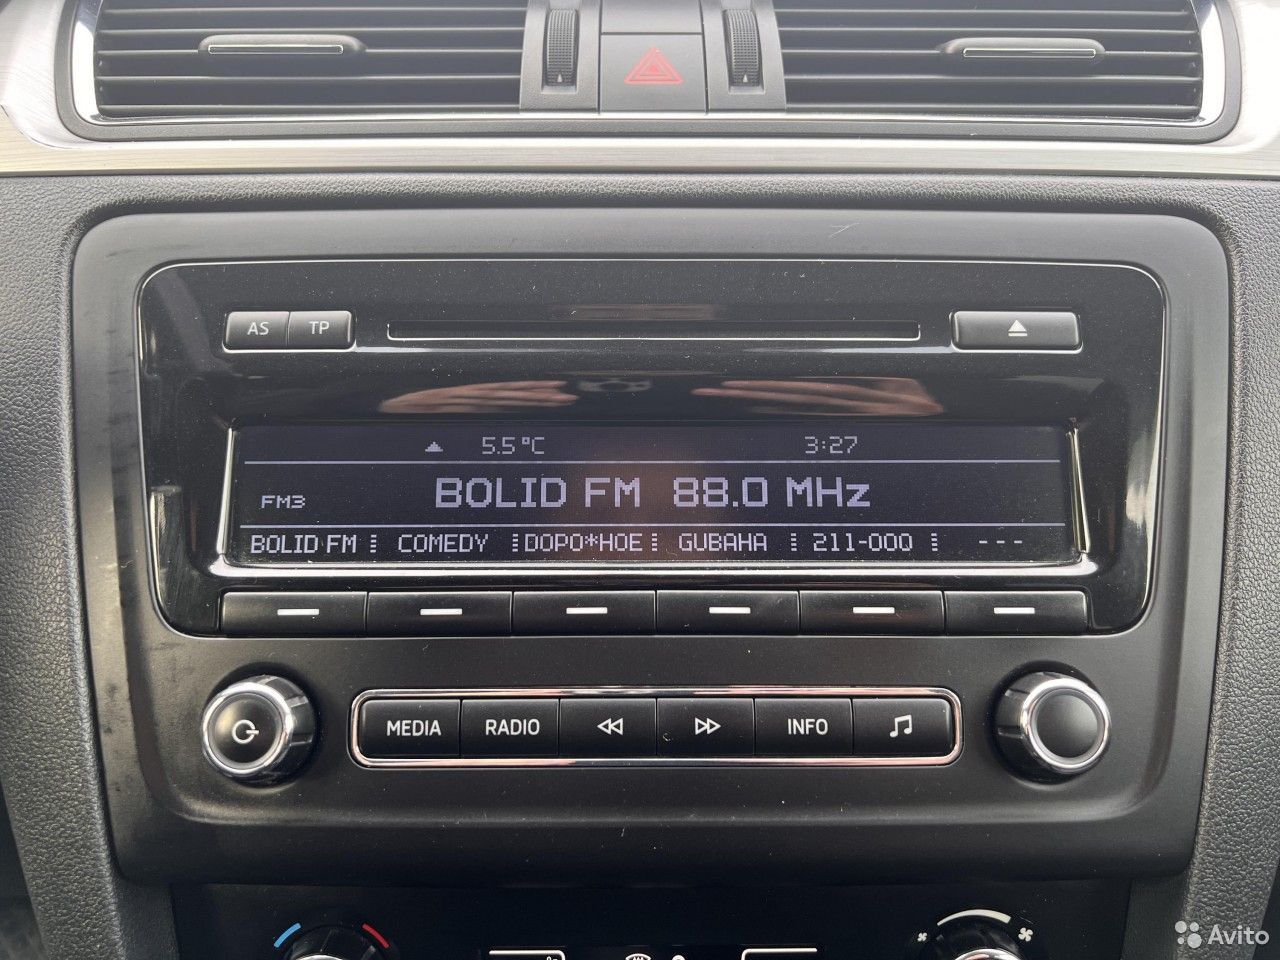 AS TP
5.5°C 3:27
FM3 BOLID FM 88.0 MHz
BOLID FM COMEDY DOPO*HOE GUBAHA 211-000 ---
MEDIA RADIO INFO
Avito